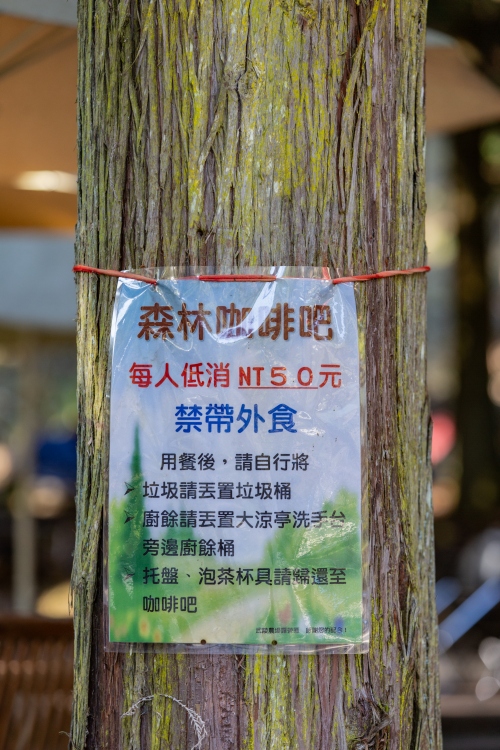 森林咖啡吧
每人低消 NT５０元
禁帶外食
用餐後，請自行將
➢ 垃圾請丟置垃圾桶
➢ 廚餘請丟置大涼亭洗手台
旁邊廚餘桶
➢ 托盤、泡茶杯具請歸還至
咖啡吧